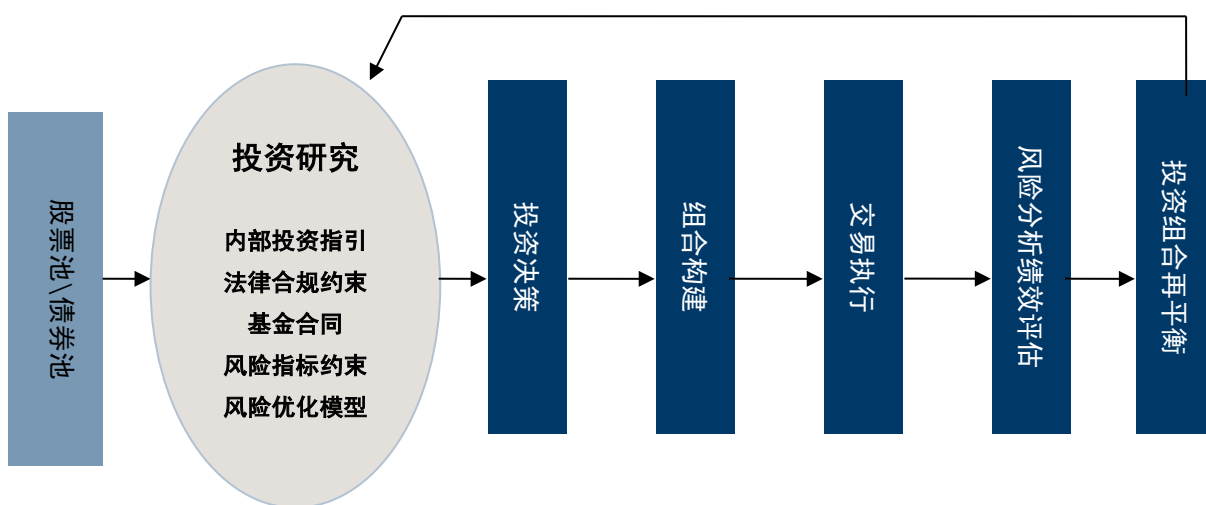 股票池\债券池
投资研究
内部投资指引
法律合规约束
基金合同
风险指标约束
风险优化模型
投资决策
组合构建
交易执行
风险分析绩效评估
投资组合再平衡